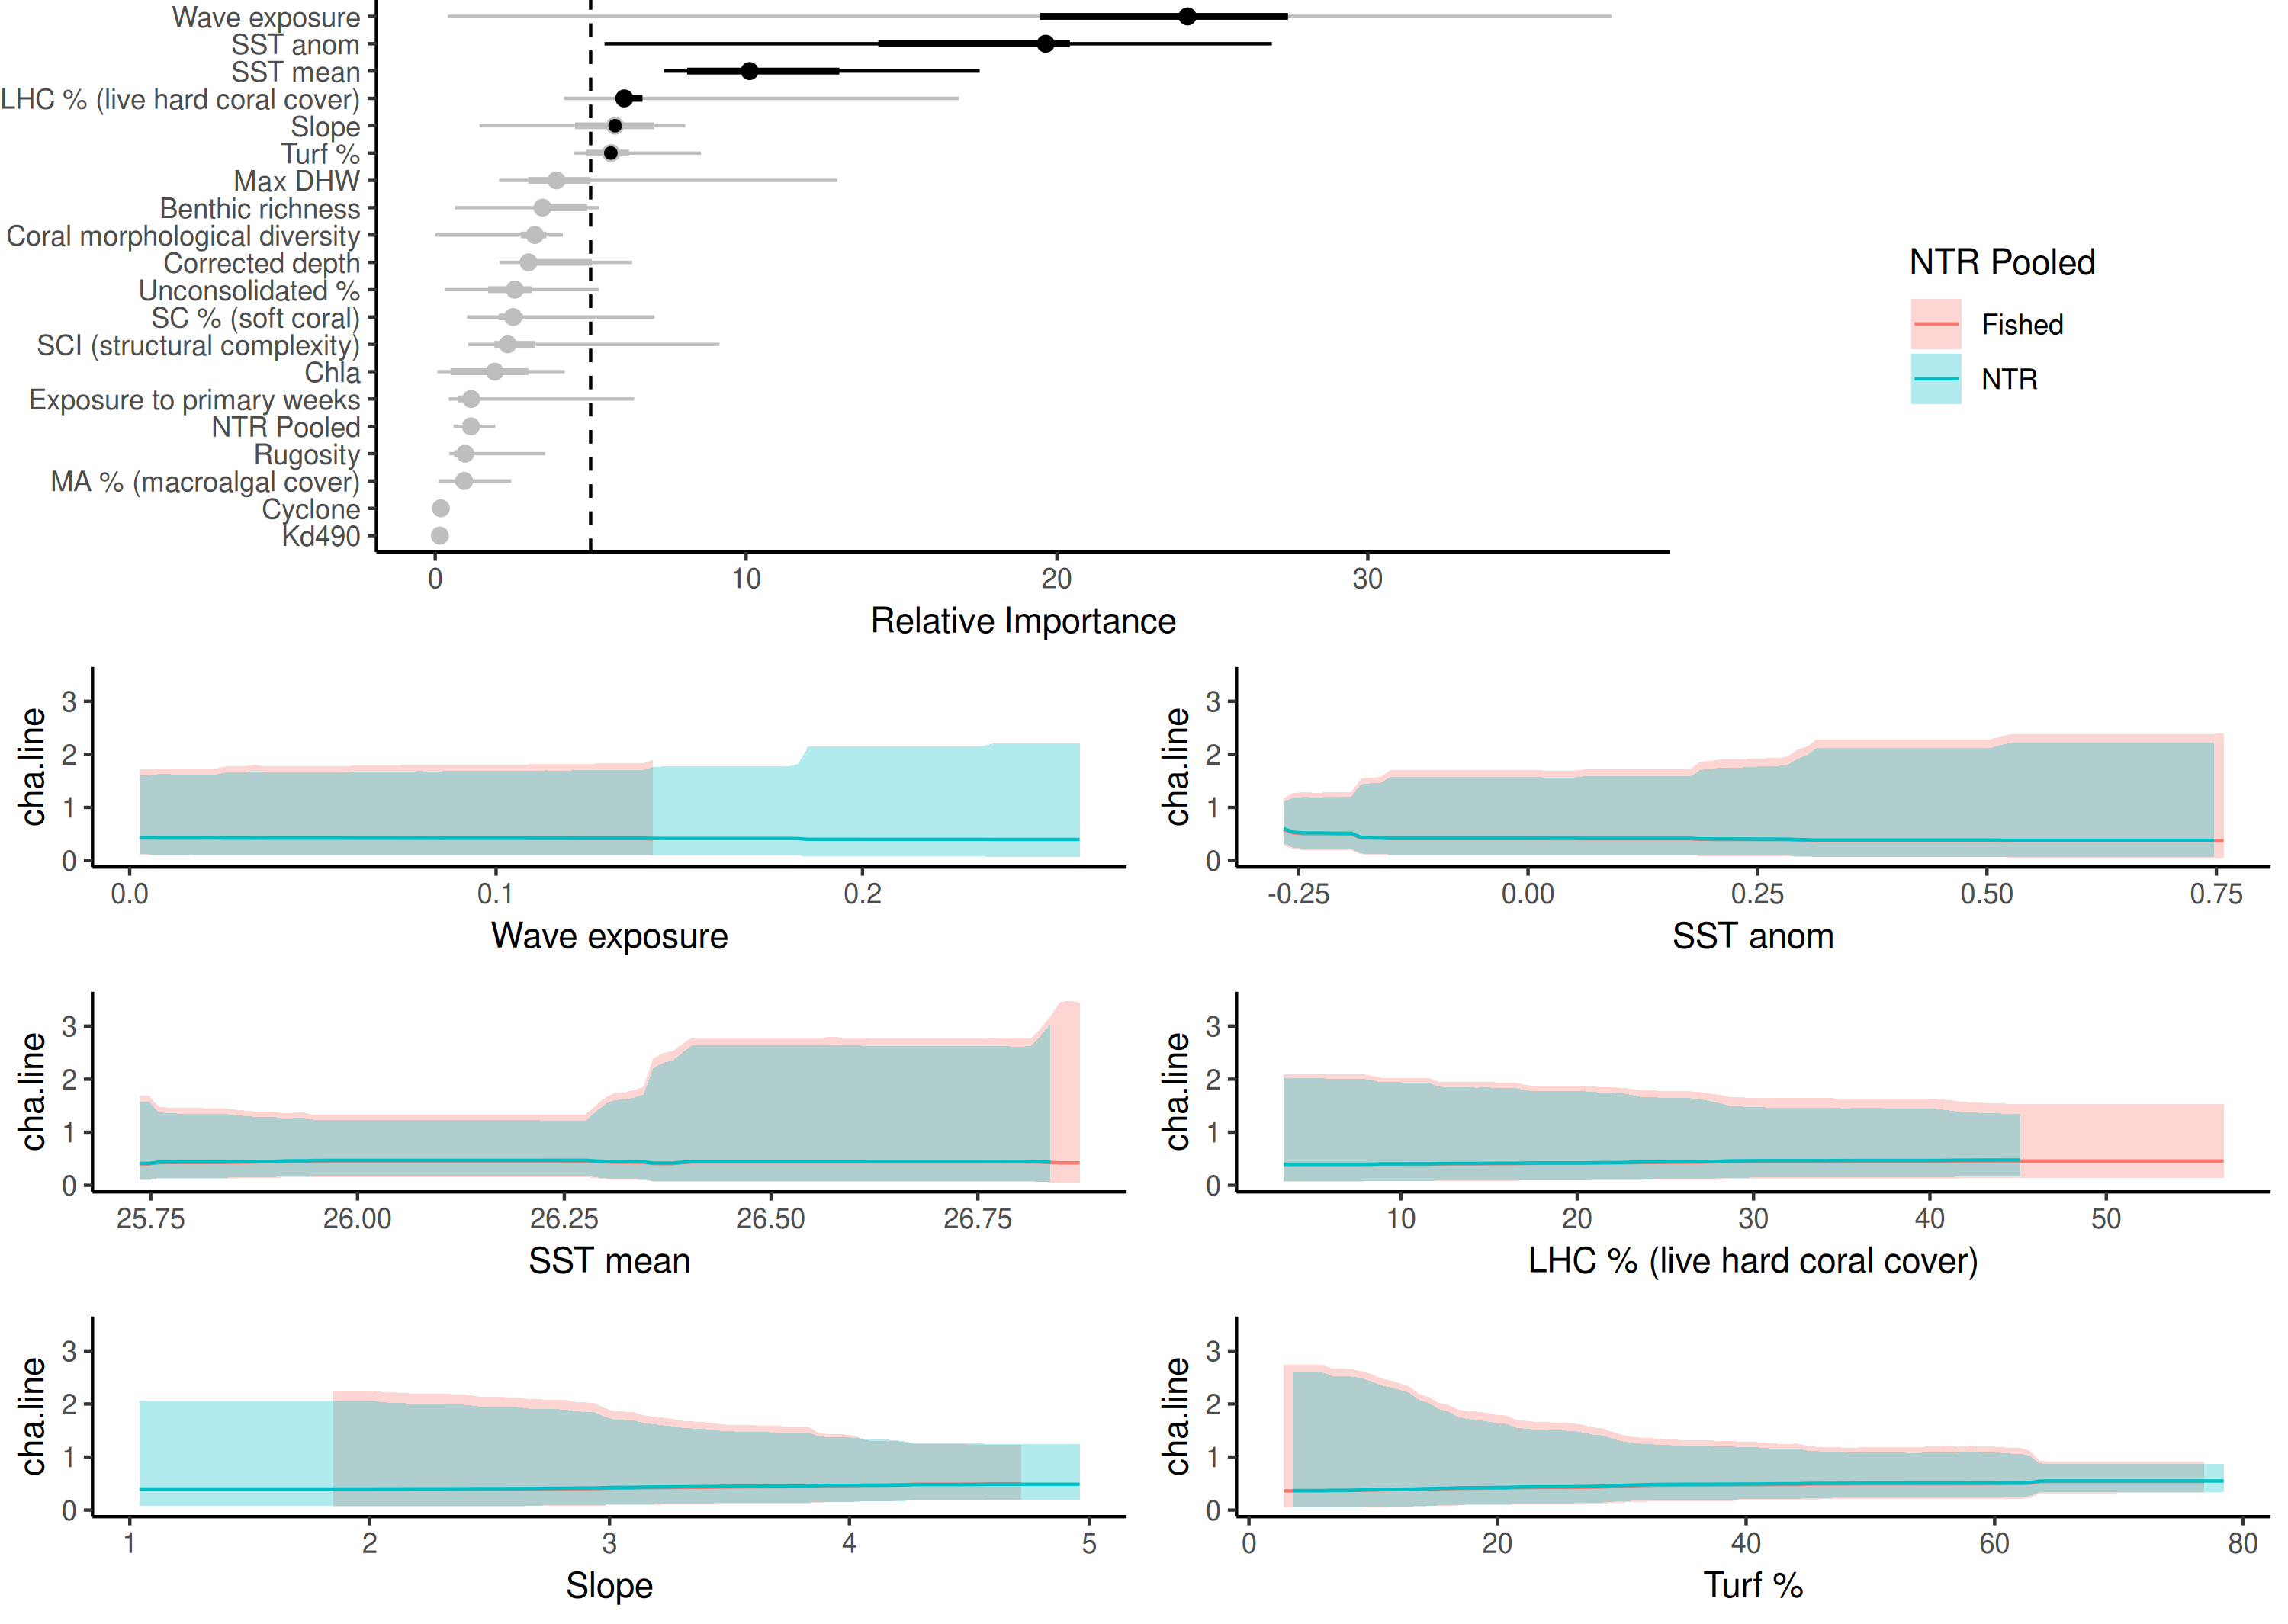 Wave exposure
SST anom
SST mean
LHC % (live hard coral cover)
Slope
Turf %
Max DHW
Benthic richness
Coral morphological diversity
Corrected depth
Unconsolidated %
SC % (soft coral)
SCI (structural complexity)
Chla
Exposure to primary weeks
NTR Pooled
Rugosity
MA % (macroalgal cover)
Cyclone
Kd490
0 10 20 30
Relative Importance
NTR Pooled
Fished
NTR
cha.line
3
2
1
0
0.0 0.1 0.2
Wave exposure
cha.line
3
2
1
0
-0.25 0.00 0.25 0.50 0.75
SST anom
cha.line
3
2
1
0
25.75 26.00 26.25 26.50 26.75
SST mean
cha.line
3
2
1
0
10 20 30 40 50
LHC % (live hard coral cover)
cha.line
3
2
1
0
1 2 3 4 5
Slope
cha.line
3
2
1
0
0 20 40 60 80
Turf %